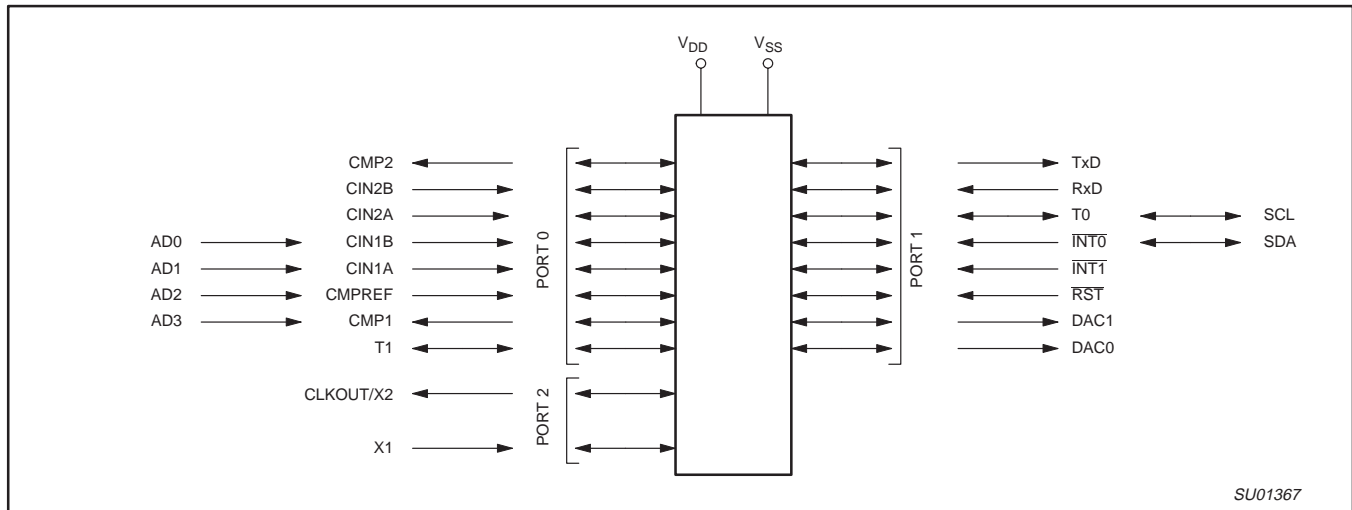 VDD VSS
CMP2
CIN2B
CIN2A
AD0 CIN1B
AD1 CIN1A
AD2 CMPREF
AD3 CMP1
T1
PORT 0
CLKOUT/X2
X1
PORT 2
PORT 1
TxD
RxD
T0 SCL
INT0 SDA
INT1
RST
DAC1
DAC0
SU01367